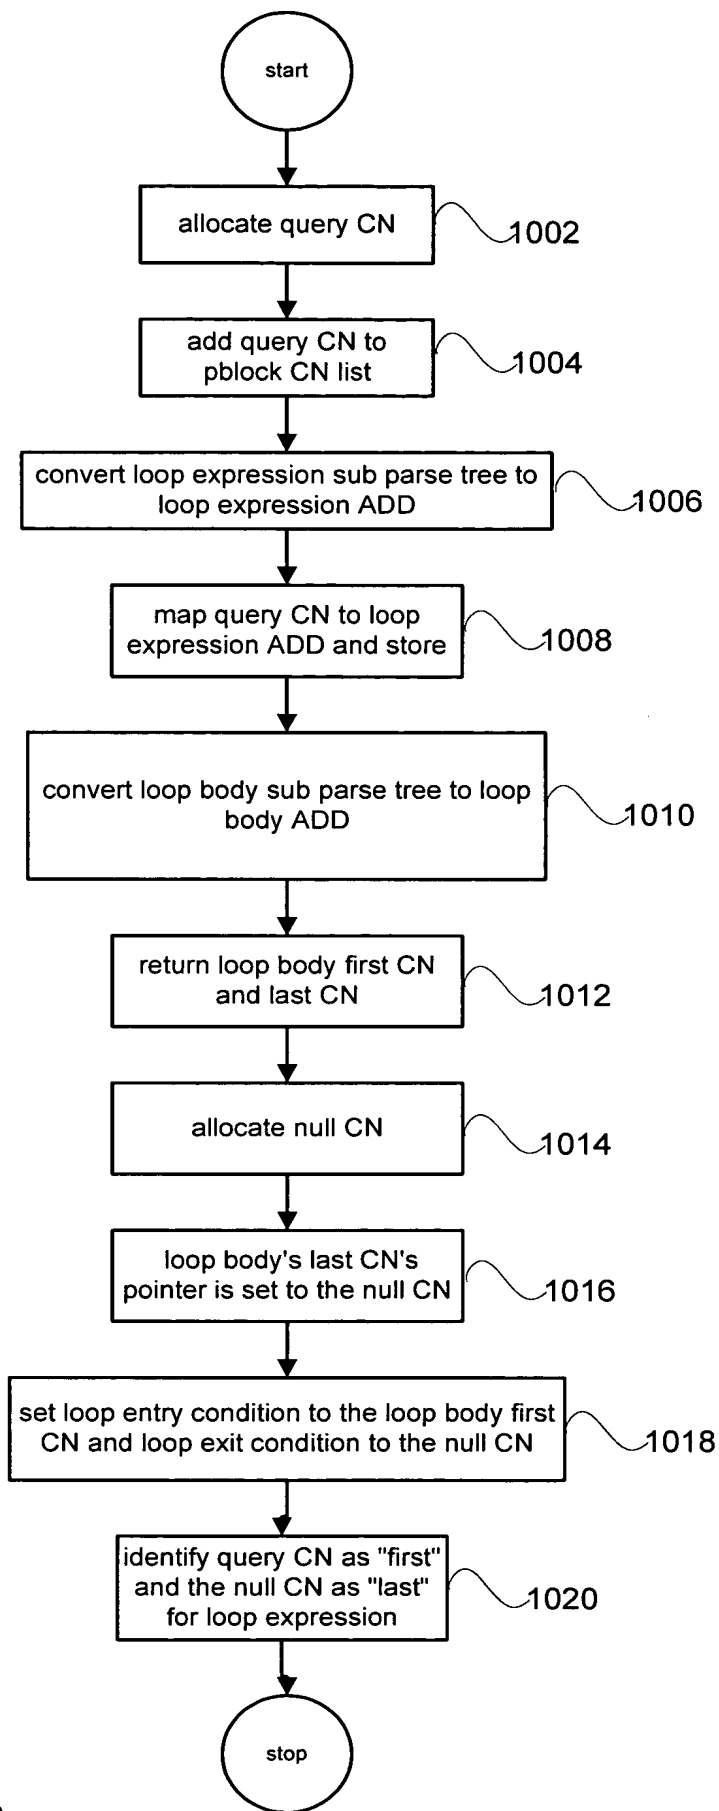 start
allocate query CN
1002
add query CN to
pblock CN list
1004
convert loop expression sub parse tree to
loop expression ADD
1006
map query CN to loop
expression ADD and store
1008
convert loop body sub parse tree to loop
body ADD
1010
return loop body first CN
and last CN
1012
allocate null CN
1014
loop body's last CN's
pointer is set to the null CN
1016
set loop entry condition to the loop body first
CN and loop exit condition to the null CN
1018
identify query CN as "first"
and the null CN as "last"
for loop expression
1020
stop